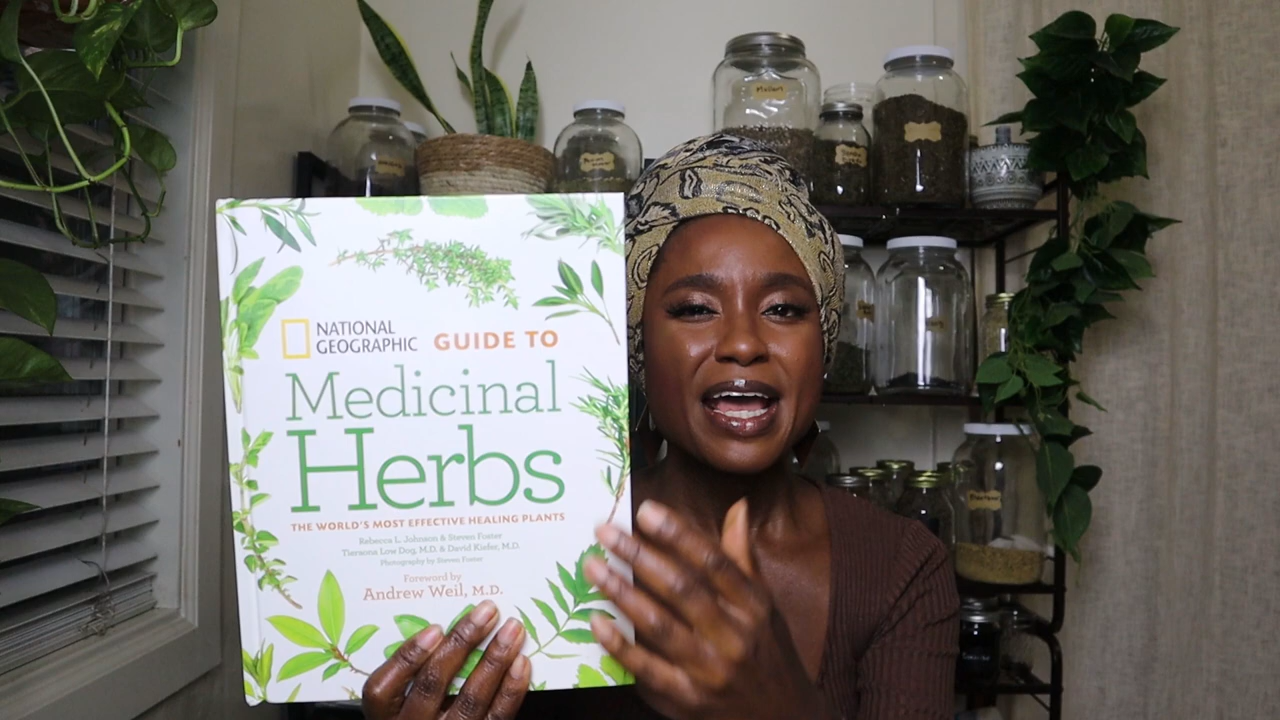 NATIONAL
GEOGRAPHIC
GUIDE TO
Medicinal
Herbs
THE WORLD'S MOST EFFECTIVE HEALING PLANTS
Rebecca L. Johnson & Steven Foster
Tieraona Low Dog, M.D. & David Kiefer, M.D.
Photography by Steven Foster
Foreword by
Andrew Weil, M.D.
Mullein